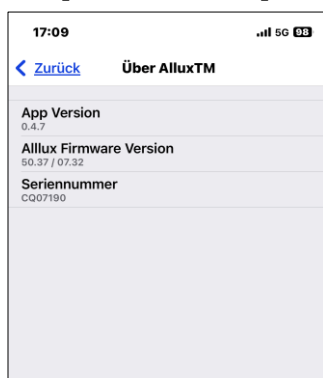 17:09
5G 98
Zurück
Über AlluxTM
App Version
0.4.7
Alllux Firmware Version
50.37 / 07.32
Seriennummer
CQ07190